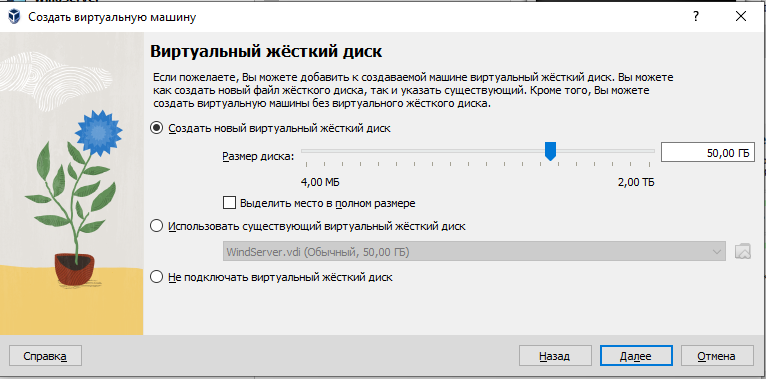 Создать виртуальную машину
Виртуальный жёсткий диск
Если пожелаете, Вы можете добавить к создаваемой машине виртуальный жёсткий диск. Вы можете
как создать новый файл жёсткого диска, так и указать существующий. Кроме того, Вы можете
создать виртуальную машины без виртуального жёсткого диска.
Создать новый виртуальный жёсткий диск
Размер диска:
50,00 ГБ
4,00 МБ
2,00 ТБ
Выделить место в полном размере
Использовать существующий виртуальный жёсткий диск
WindServer.vdi (Обычный, 50,00 ГБ)
Не подключать виртуальный жёсткий диск
Справка
Назад
Далее
Отмена